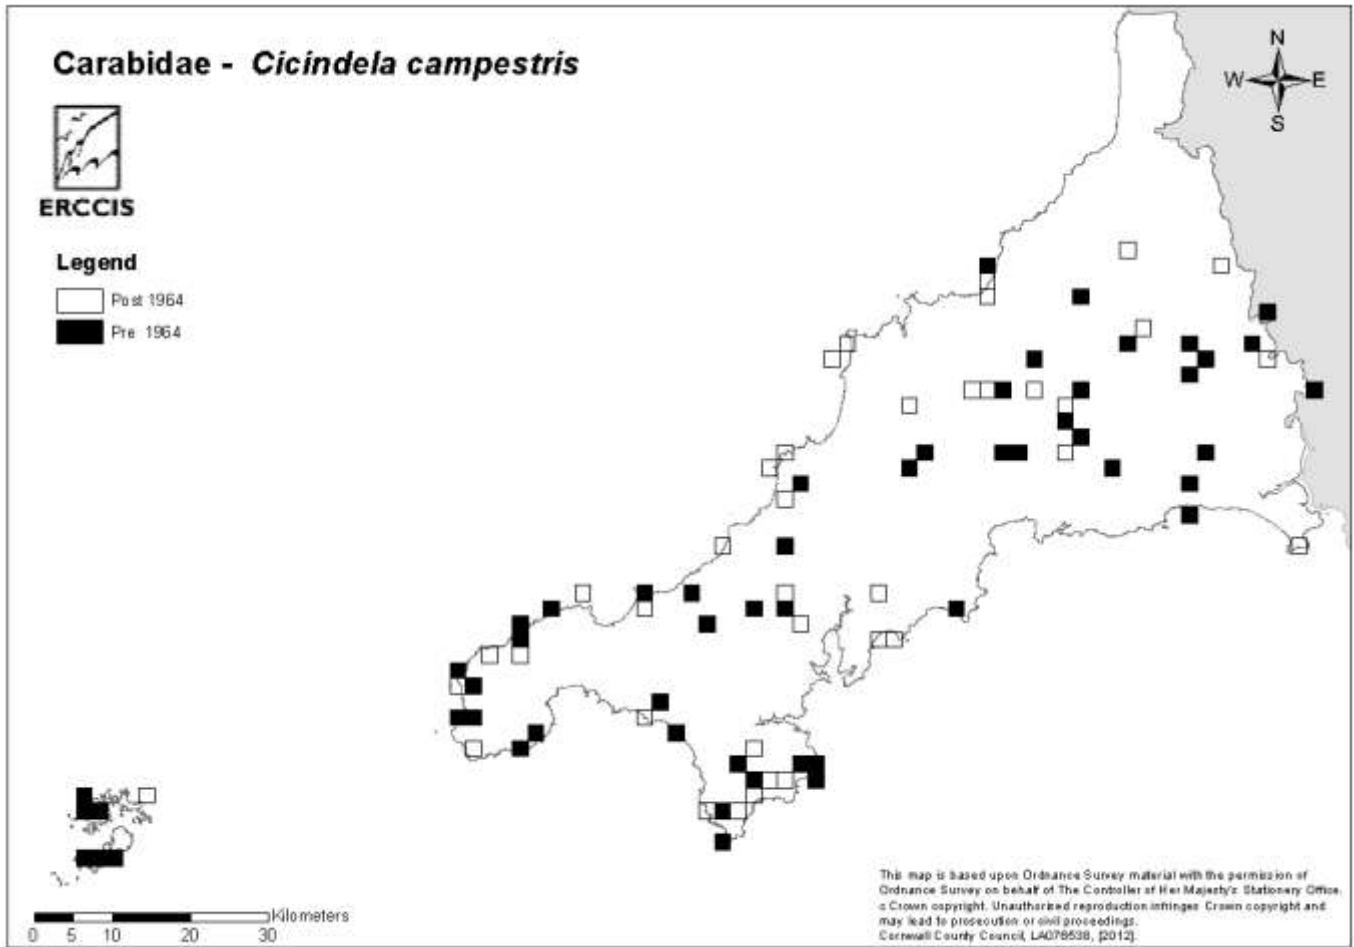 Carabidae - Cicindela campestris
N
W E
S
ERCCIS
Legend
Post 1964
Pre 1964
This map is based upon Ordnance Survey material with the permission of
Ordnance Survey on behalf of The Controller of Her Majesty's Stationery Office.
c Crown copyright. Unauthorised reproduction infringes Crown copyright and
may lead to prosecution or civil proceedings.
Cornwall County Council, LA076538, [2012].
Kilometers
0 5 10 20 30